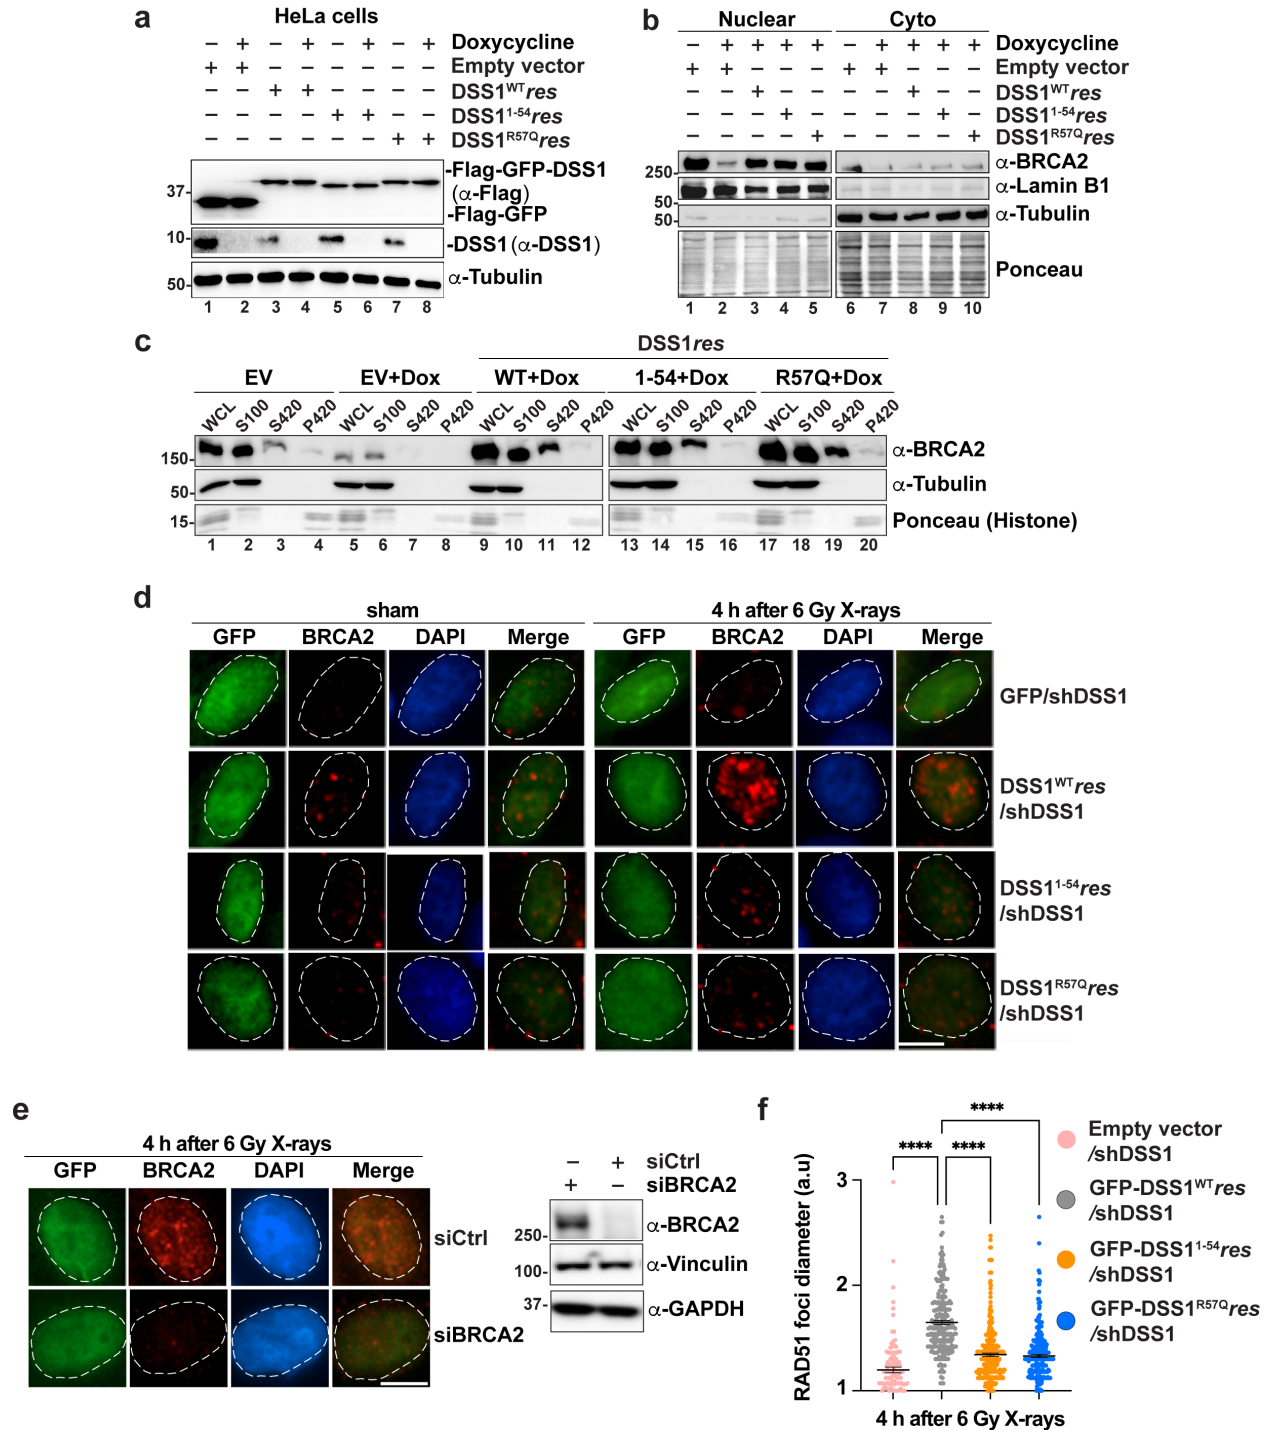 a
HeLa cells
− + − + − + − + Doxycycline
+ + − − − − − − Empty vector
− − + + − − − − DSS1WTres
− − − − + + − − DSS11-54res
− − − − − − + + DSS1R57Qres
-Flag-GFP-DSS1
37
(α-Flag)
-Flag-GFP
10- -DSS1(α-DSS1)
50- α-Tubulin
1 2 3 4 5 6 7 8
b
Nuclear Cyto
− + + + + − + + + + Doxycycline
+ + − − − + + − − − Empty vector
− − + − − − − + − − DSS1WTres
− − − + − − − − + − DSS11-54res
− − − − + − − − − + DSS1R57Qres
250 α-BRCA2
50 α-Lamin B1
50 α-Tubulin
Ponceau
1 2 3 4 5 6 7 8 9 10
c
DSS1res
EV EV+Dox WT+Dox 1-54+Dox R57Q+Dox
WCL S100 S420 P420 WCL S100 S420 P420 WCL S100 S420 P420 WCL S100 S420 P420 WCL S100 S420 P420
150- α-BRCA2
50- α-Tubulin
15- Ponceau (Histone)
1 2 3 4 5 6 7 8 9 10 11 12 13 14 15 16 17 18 19 20
d
sham 4 h after 6 Gy X-rays
GFP BRCA2 DAPI Merge GFP BRCA2 DAPI Merge
GFP/shDSS1
DSS1WTres
/shDSS1
DSS11-54res
/shDSS1
DSS1R57Qres
/shDSS1
e
4 h after 6 Gy X-rays
GFP BRCA2 DAPI Merge
siCtrl
siBRCA2
− + siCtrl
+ − siBRCA2
250- α-BRCA2
100- α-Vinculin
37- α-GAPDH
f
RAD51 foci diameter (a.u)
****
**** ****
3
2
1
4 h after 6 Gy X-rays
Empty vector
/shDSS1
GFP-DSS1WTres
/shDSS1
GFP-DSS11-54res
/shDSS1
GFP-DSS1R57Qres
/shDSS1